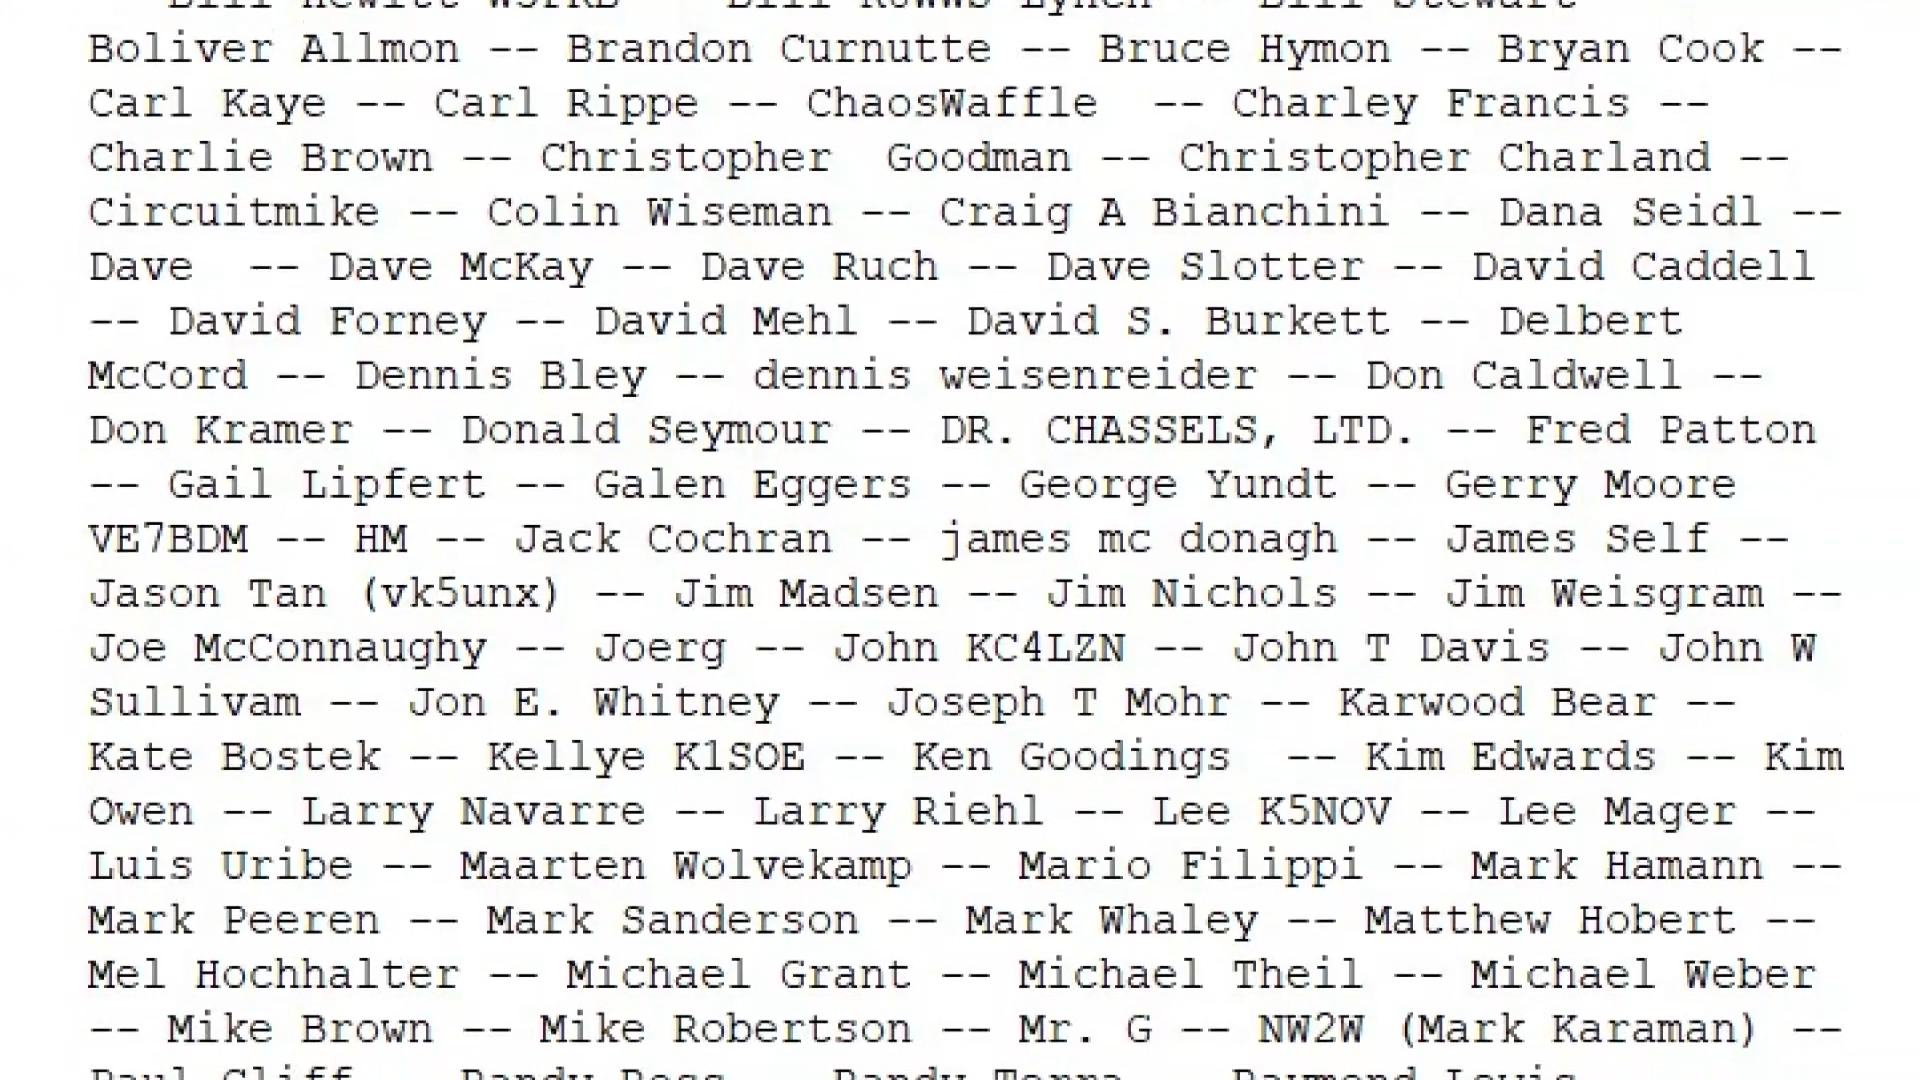 Boliver Allmon -- Brandon Curnutte -- Bruce Hymon -- Bryan Cook --
Carl Kaye -- Carl Rippe -- ChaosWaffle  -- Charley Francis --
Charlie Brown -- Christopher  Goodman -- Christopher Charland --
Circuitmike -- Colin Wiseman -- Craig A Bianchini -- Dana Seidl --
Dave  -- Dave McKay -- Dave Ruch -- Dave Slotter -- David Caddell
-- David Forney -- David Mehl -- David S. Burkett -- Delbert
McCord -- Dennis Bley -- dennis weisenreider -- Don Caldwell --
Don Kramer -- Donald Seymour -- DR. CHASSELS, LTD. -- Fred Patton
-- Gail Lipfert -- Galen Eggers -- George Yundt -- Gerry Moore
VE7BDM -- HM -- Jack Cochran -- james mc donagh -- James Self --
Jason Tan (vk5unx) -- Jim Madsen -- Jim Nichols -- Jim Weisgram --
Joe McConnaughy -- Joerg -- John KC4LZN -- John T Davis -- John W
Sullivam -- Jon E. Whitney -- Joseph T Mohr -- Karwood Bear --
Kate Bostek -- Kellye K1SOE -- Ken Goodings  -- Kim Edwards -- Kim
Owen -- Larry Navarre -- Larry Riehl -- Lee K5NOV -- Lee Mager --
Luis Uribe -- Maarten Wolvekamp -- Mario Filippi -- Mark Hamann --
Mark Peeren -- Mark Sanderson -- Mark Whaley -- Matthew Hobert --
Mel Hochhalter -- Michael Grant -- Michael Theil -- Michael Weber
-- Mike Brown -- Mike Robertson -- Mr. G -- NW2W (Mark Karaman) --